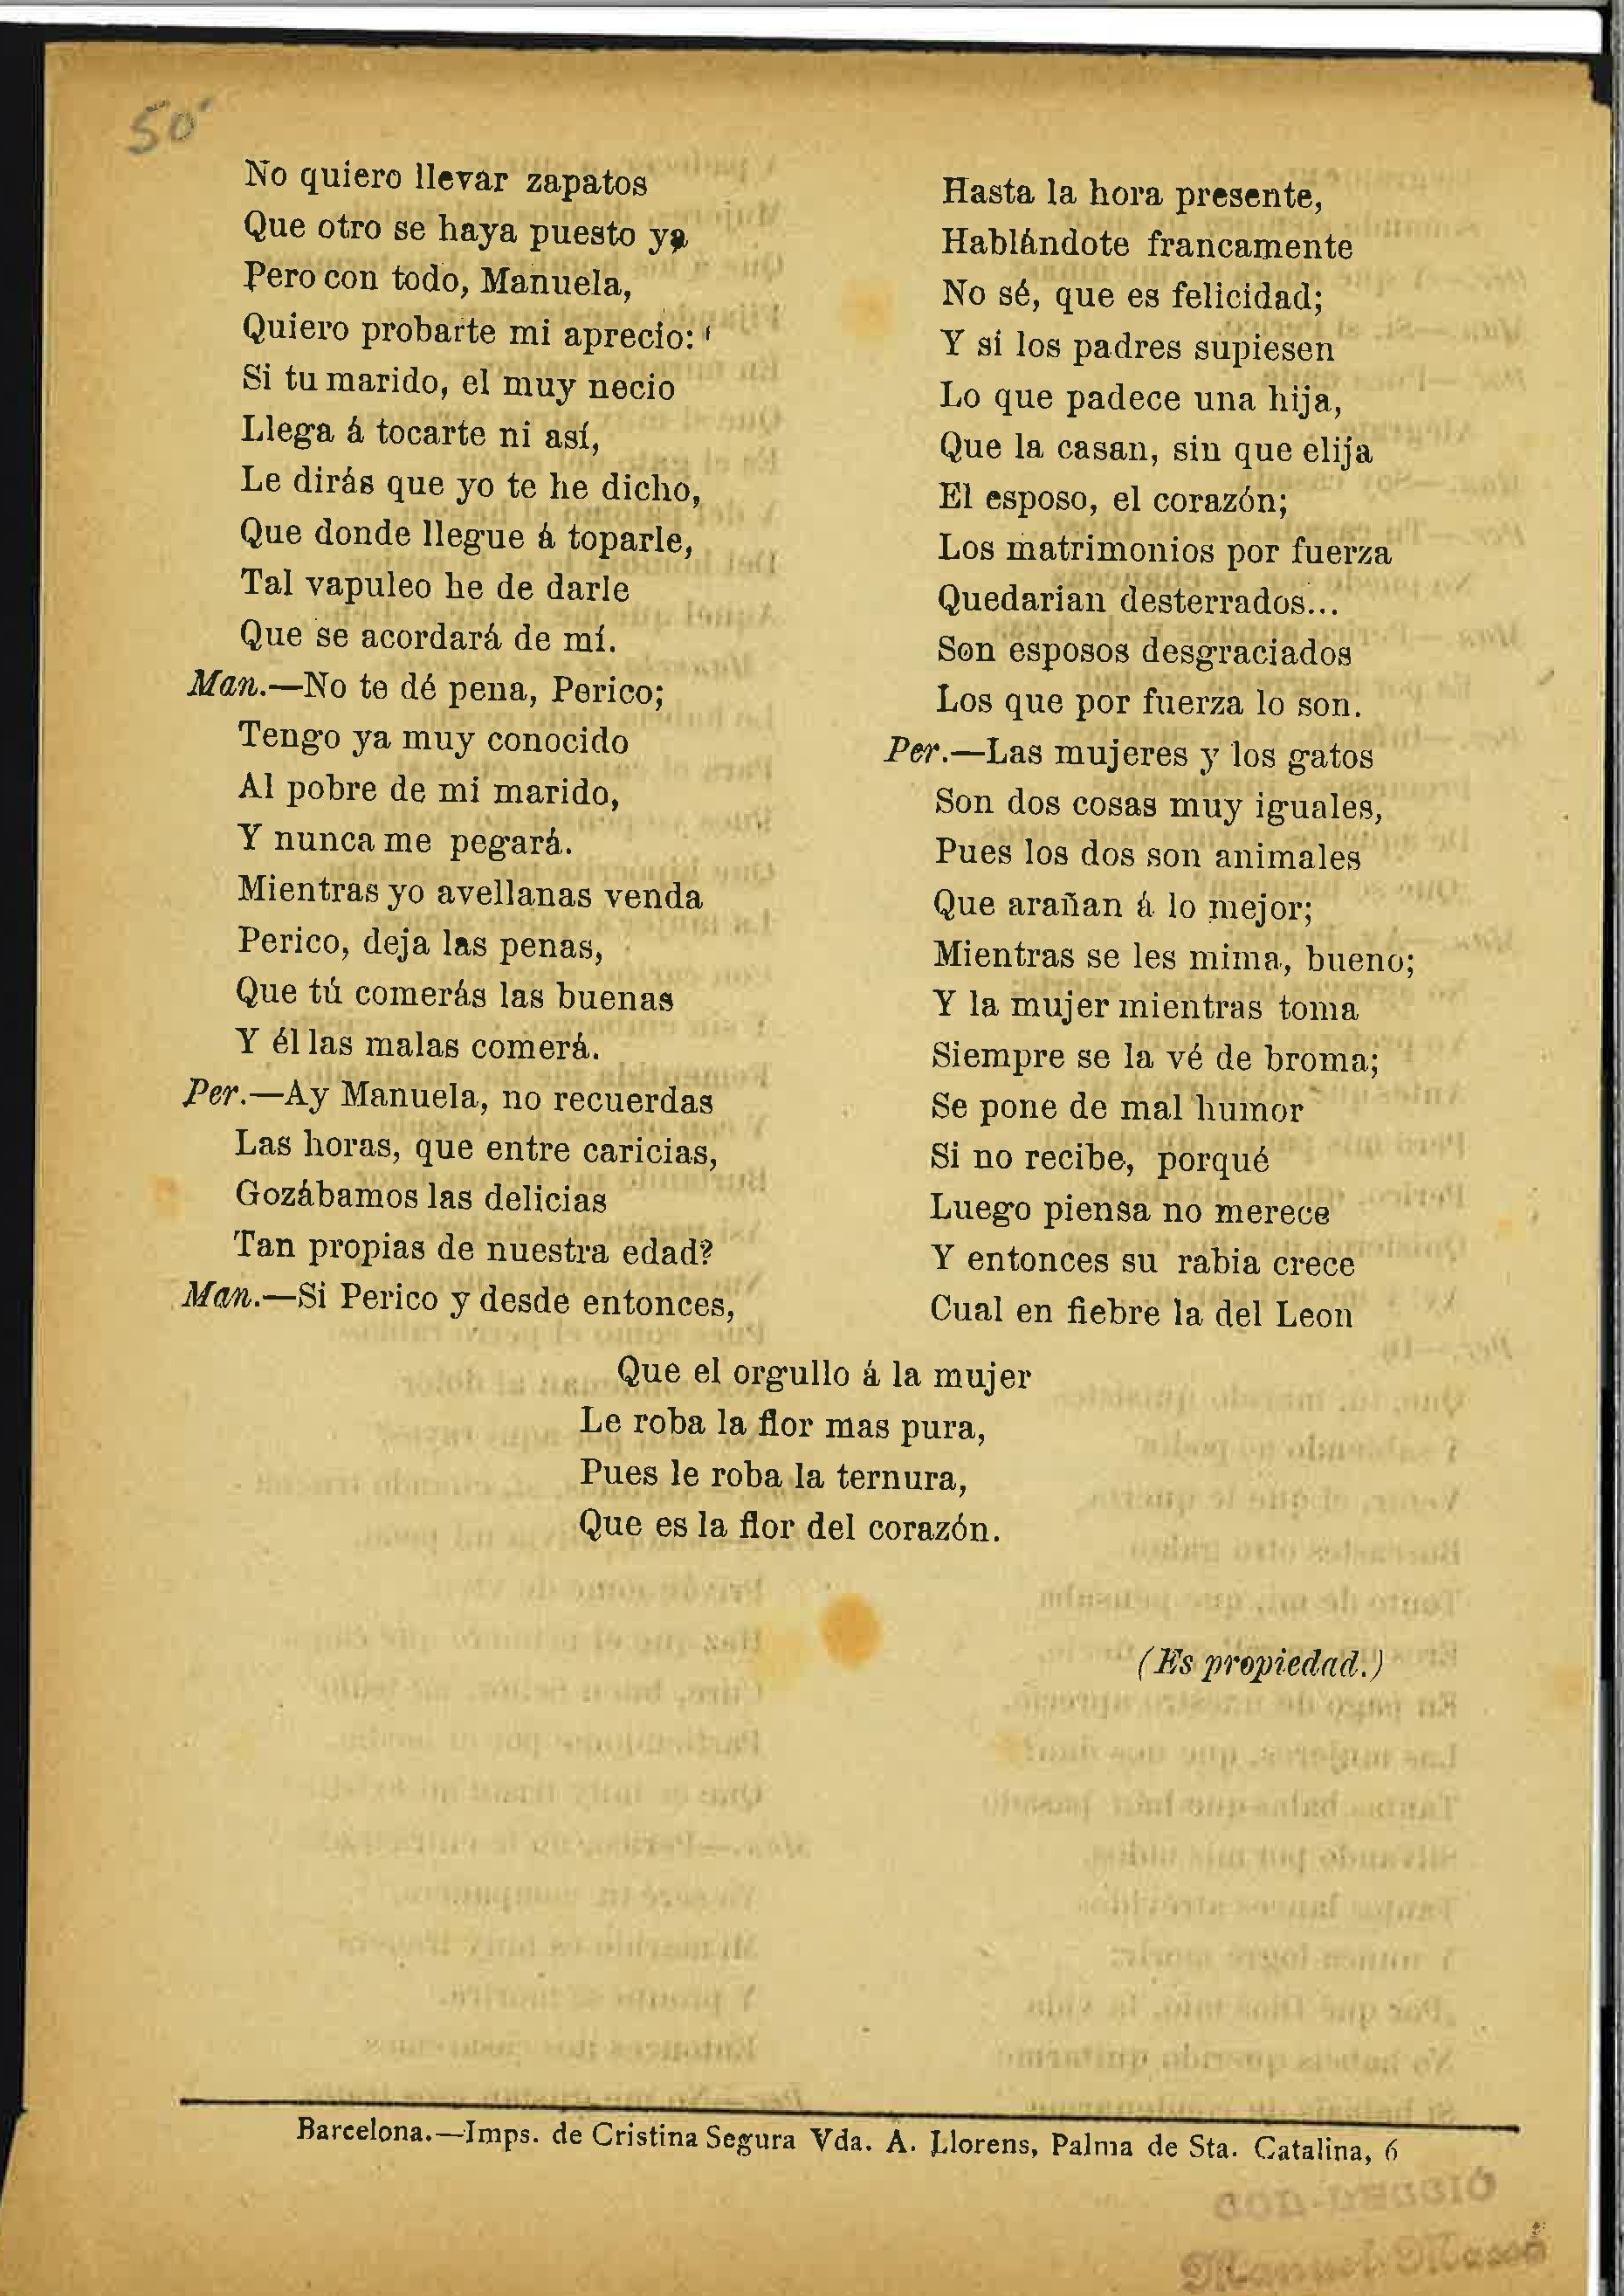 50
No quiero llevar zapatos
Que otro se haya puesto ya
Pero con todo, Manuela,
Quiero probarte mi aprecio:
Si tu marido, el muy necio
Llega á tocarte ni así,
Le dirás que yo te he dicho,
Que donde llegue á toparle,
Tal vapuleo he de darle
Que se acordará de mí.
Man.—No te dé pena, Perico;
Tengo ya muy conocido
Al pobre de mi marido,
Y nunca me pegará.
Mientras yo avellanas venda
Perico, deja las penas,
Que tú comerás las buenas
Y él las malas comerá.
Per.—Ay Manuela, no recuerdas
Las horas, que entre caricias,
Gozábamos las delicias
Tan propias de nuestra edad?
Man.—Si Perico y desde entonces,
Hasta la hora presente,
Hablándote francamente
No sé, que es felicidad;
Y si los padres supiesen
Lo que padece una hija,
Que la casan, sin que elija
El esposo, el corazón;
Los matrimonios por fuerza
Quedarian desterrados...
Son esposos desgraciados
Los que por fuerza lo son.
Per.—Las mujeres y los gatos
Son dos cosas muy iguales,
Pues los dos son animales
Que arañan á lo mejor;
Mientras se les mima, bueno;
Y la mujer mientras toma
Siempre se la vé de broma;
Se pone de mal humor
Si no recibe, porqué
Luego piensa no merece
Y entonces su rabia crece
Cual en fiebre la del Leon
Que el orgullo á la mujer
Le roba la flor mas pura,
Pues le roba la ternura,
Que es la flor del corazón.
(Es propiedad.)
Barcelona.—Imps. de Cristina Segura Vda. A. Llorens, Palma de Sta. Catalina, 6